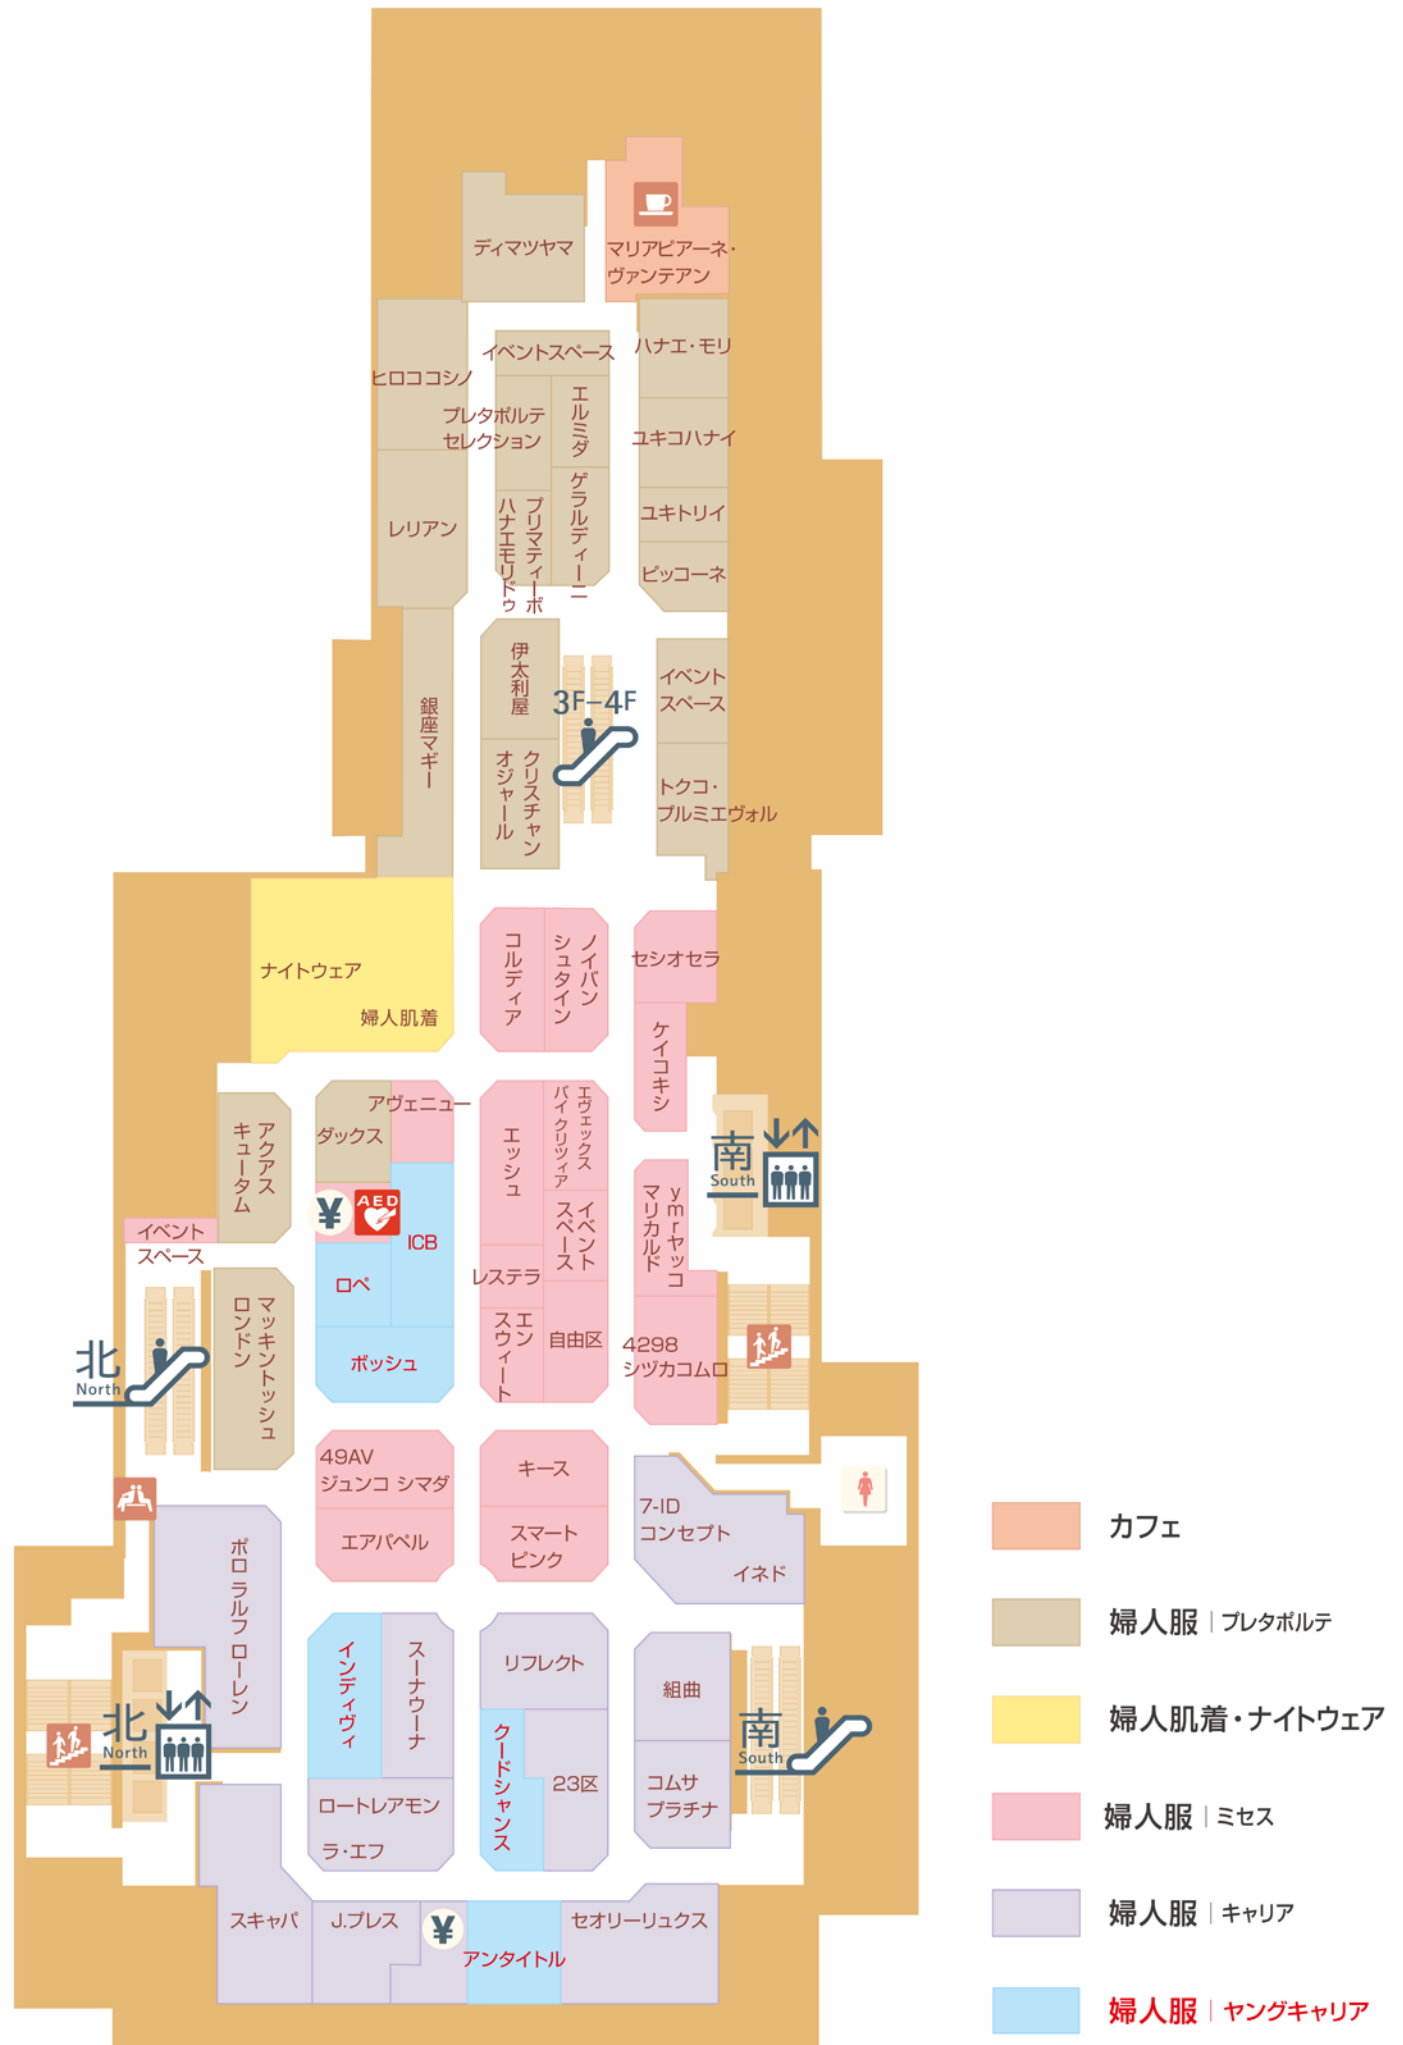 ディマツヤマ
マリアピアーネ・
ヴァンテアン
ヒロココシノ
イベントスペース
ハナエ・モリ
プレタポルテ
セレクション
エルミダ
ユキコハナイ
レリアン
プリマティーボ
ハナエモリドゥ
ゲラルディーニ
ユキトリイ
ピッコーネ
銀座マギー
伊太利屋
3F–4F
イベント
スペース
クリスチャン
オジャール
トクコ・
プルミエヴォル
ナイトウェア
婦人肌着
コルディア
ノイバン
シュタイン
セシオセラ
ケイコキシ
アクアス
キュータム
ダックス
アヴェニュー
エッシュ
エヴェックス
バイ クリツィア
南
South
イベント
スペース
¥
AED
ICB
ロペ
ボッシュ
レステラ
エン
スウィート
イベント
スペース
自由区
ymrヤッコ
マリカルド
4298
シヅカコムロ
北
North
マッキントッシュ
ロンドン
49AV
ジュンコ シマダ
エアパペル
キース
スマート
ピンク
7-ID
コンセプト
イネド
ポロ ラルフ ローレン
インディヴィ
スーナウーナ
リフレクト
組曲
北
North
ロートレアモン
ラ・エフ
クードシャンス
23区
コムサ
プラチナ
南
South
スキャパ
J.プレス
¥
アンタイトル
セオリーリュクス
カフェ
婦人服｜プレタポルテ
婦人肌着・ナイトウェア
婦人服｜ミセス
婦人服｜キャリア
婦人服｜ヤングキャリア